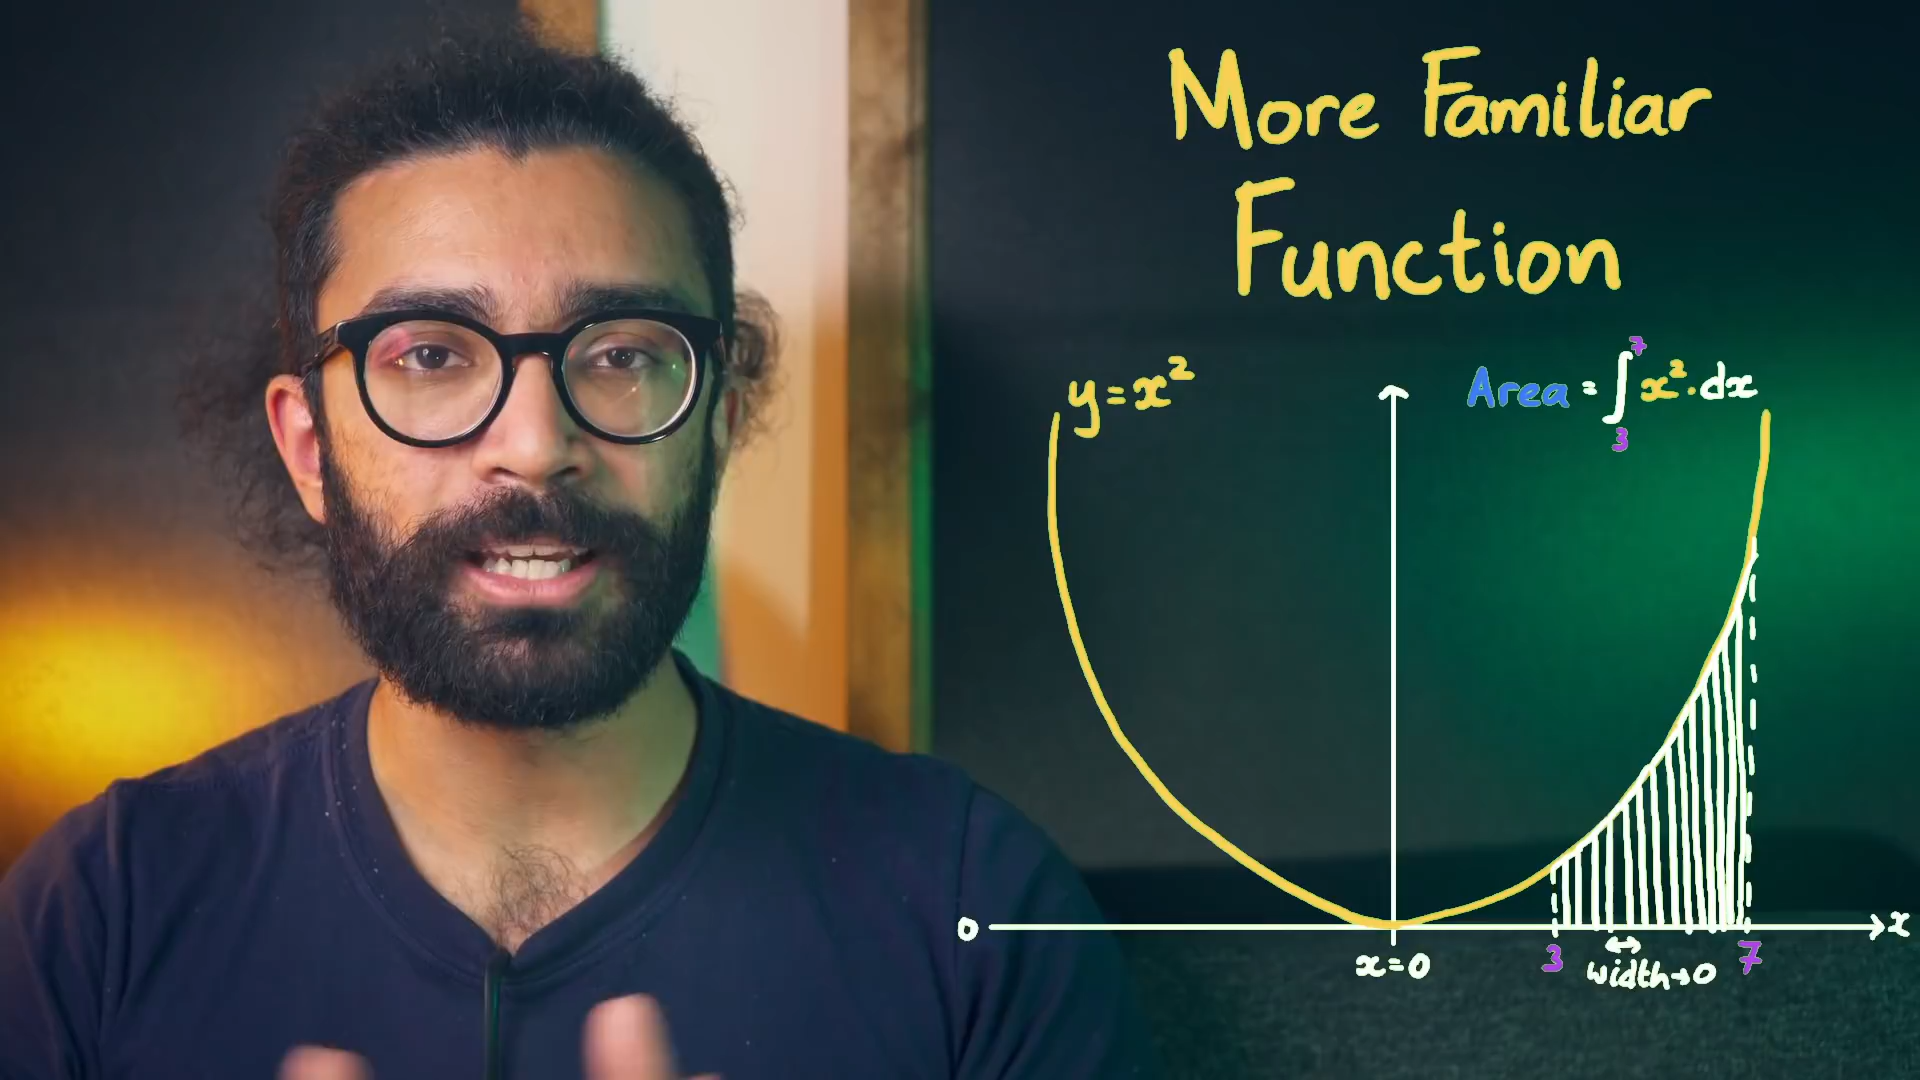 More Familiar
Function
y=x²
Area = ∫₃⁷ x².dx
0
x
x=0
3
width→0
7